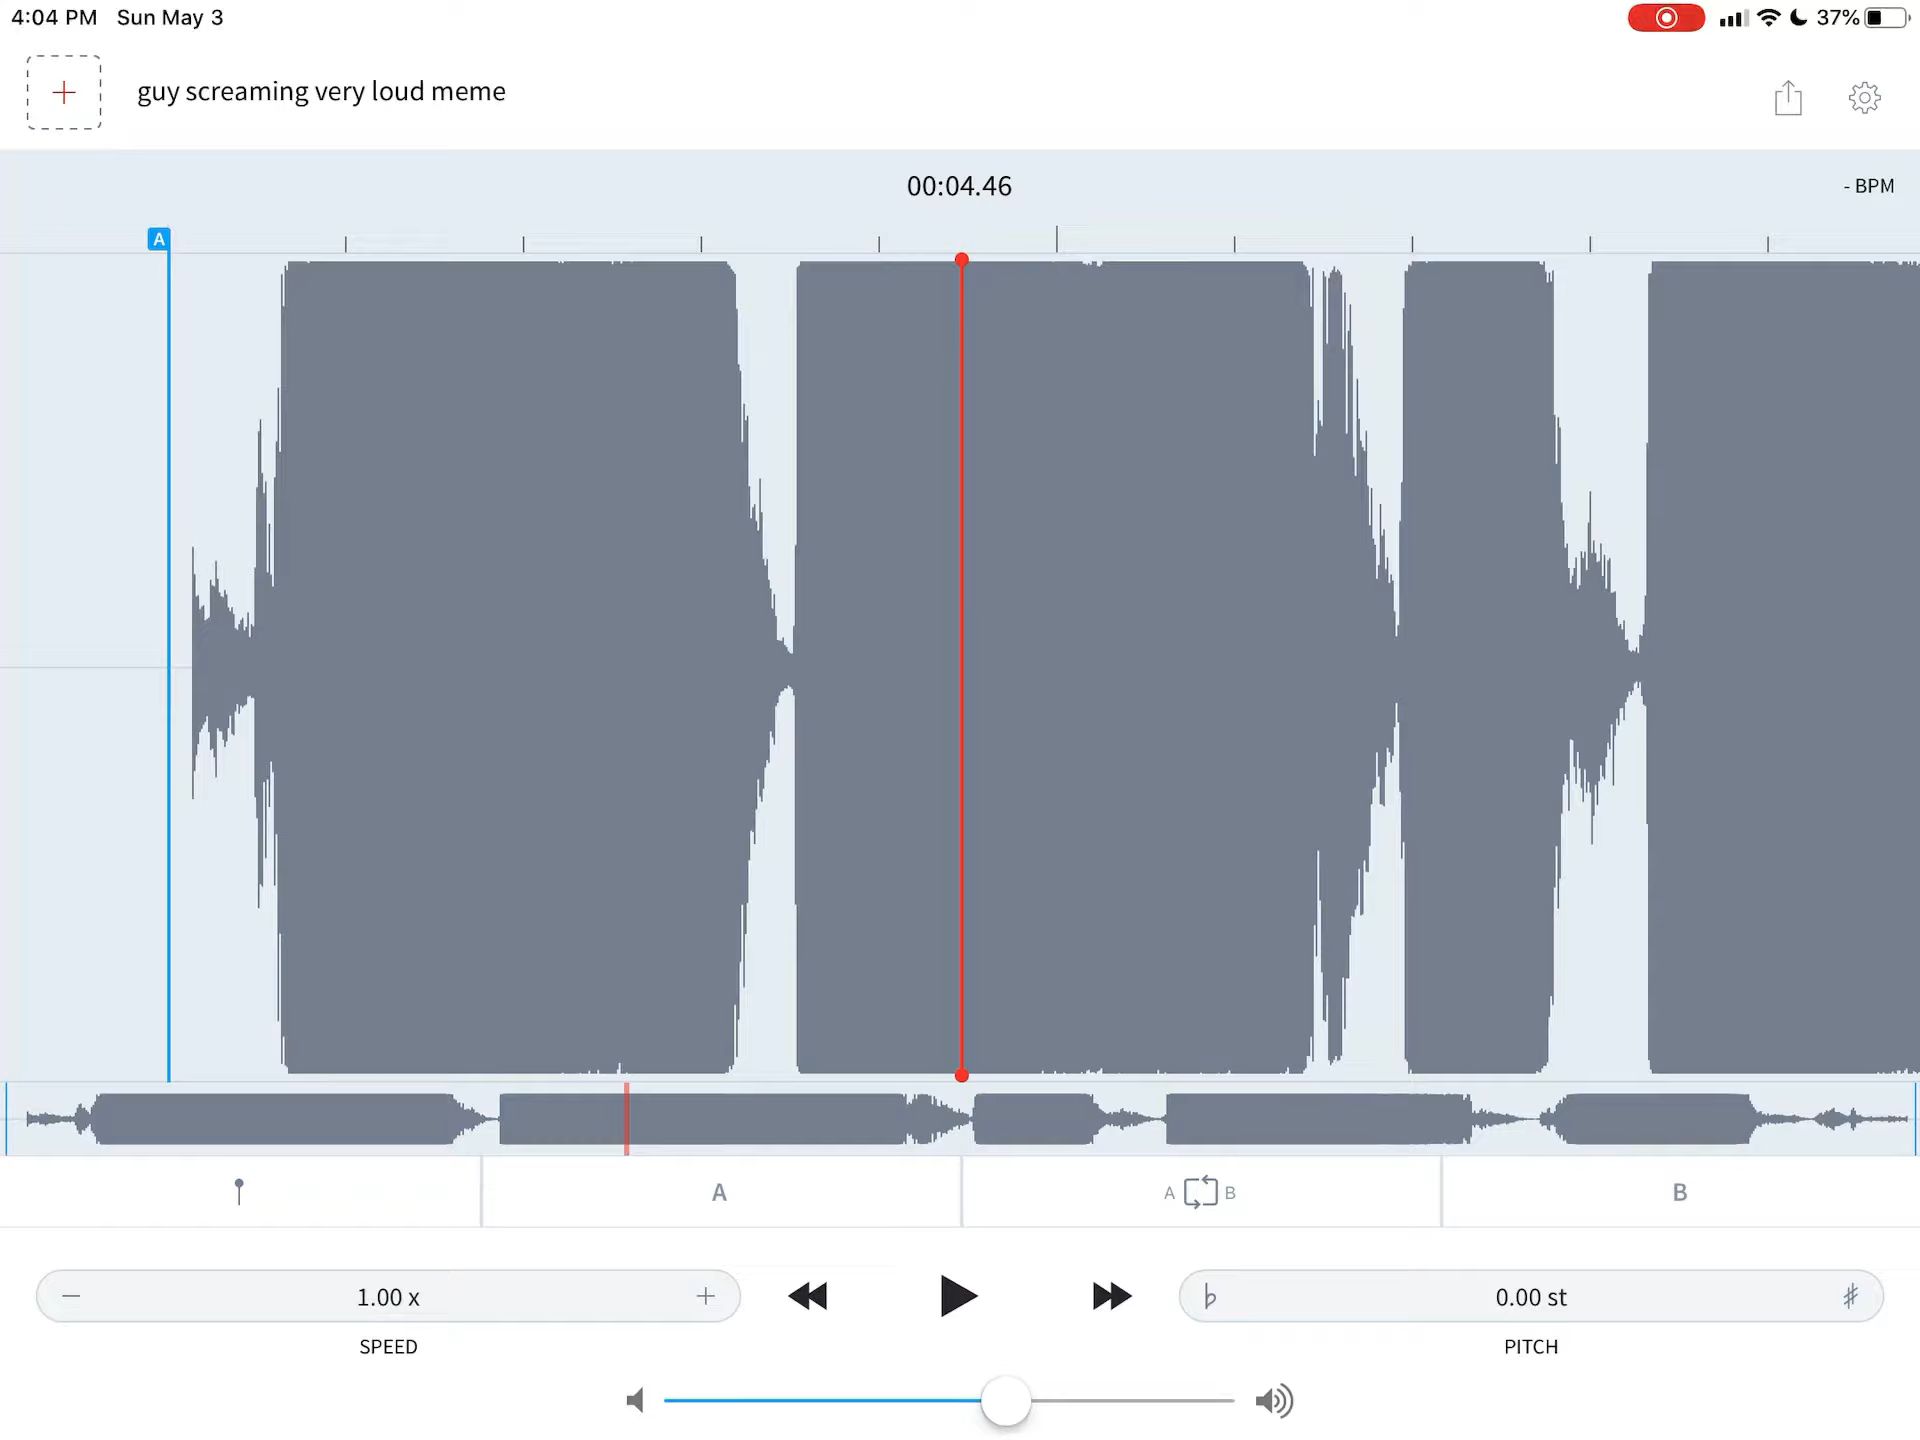 4:04 PM Sun May 3 37%
guy screaming very loud meme
00:04.46
- BPM
A
A
A B
B
1.00 x
0.00 st
SPEED
PITCH